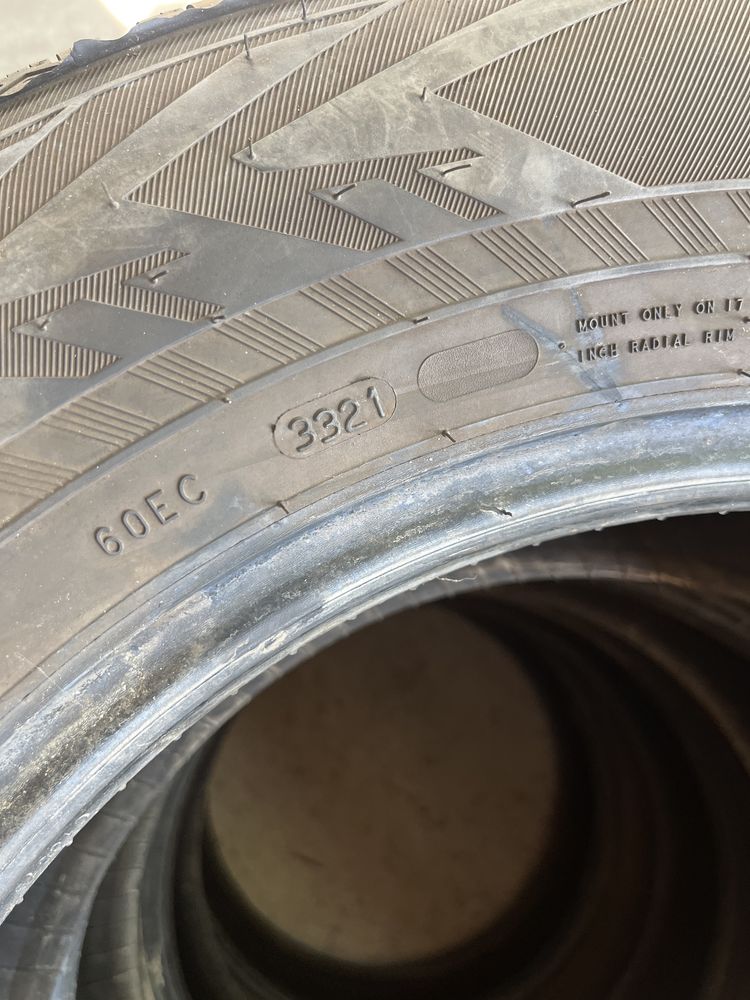 MOUNT ONLY ON 17
INCH RADIAL RIM
3321
60EC